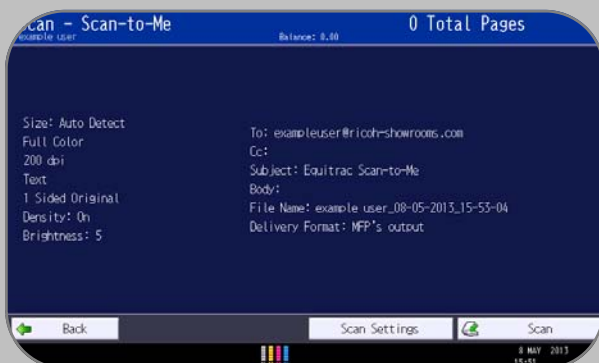 Scan - Scan-to-Me
example user
Balance: 0.00
0 Total Pages
Size: Auto Detect
Full Color
200 dpi
Text
1 Sided Original
Density: On
Brightness: 5
To: exampleuser@ricoh-showrooms.com
Cc:
Subject: Equitrac Scan-to-Me
Body:
File Name: example user_08-05-2013_15-53-04
Delivery Format: MFP's output
Back
Scan Settings
Scan
8 MAY 2013